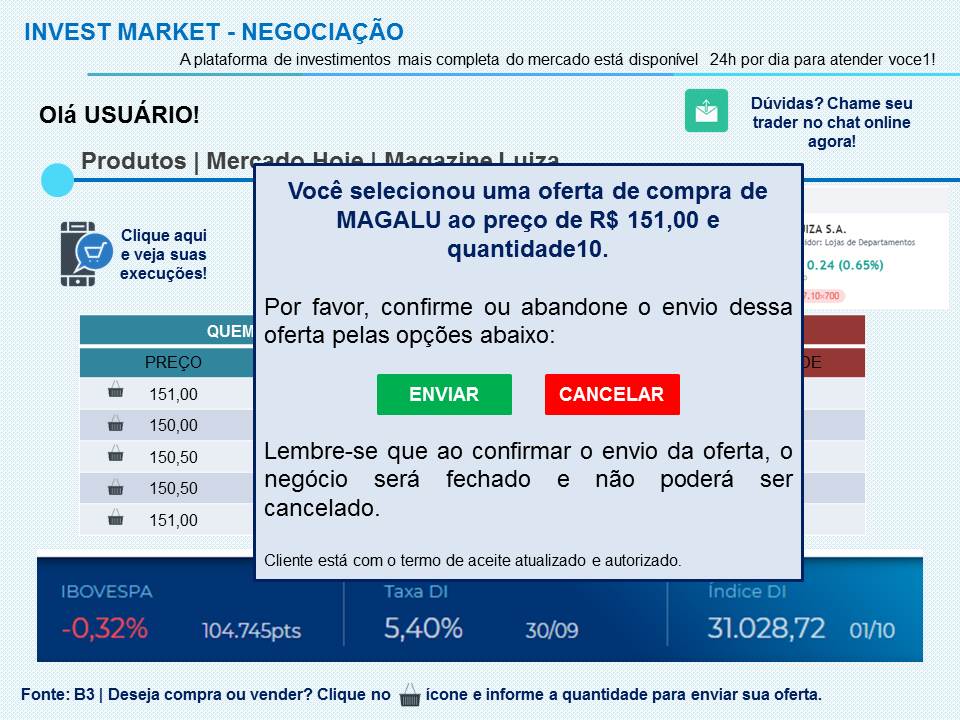 INVEST MARKET - NEGOCIAÇÃO
A plataforma de investimentos mais completa do mercado está disponível 24h por dia para atender voce1!
Olá USUÁRIO!
Dúvidas? Chame seu
trader no chat online
agora!
Produtos | Mercado Hoje | Magazine Luiza
Clique aqui
e veja suas
execuções!
UIZA S.A.
uidor: Lojas de Departamentos
0.24 (0.65%)
7.10×700
Você selecionou uma oferta de compra de
MAGALU ao preço de R$ 151,00 e
quantidade10.
Por favor, confirme ou abandone o envio dessa
oferta pelas opções abaixo:
ENVIAR CANCELAR
Lembre-se que ao confirmar o envio da oferta, o
negócio será fechado e não poderá ser
cancelado.
Cliente está com o termo de aceite atualizado e autorizado.
QUEM
PREÇO DE
151,00
150,00
150,50
150,50
151,00
IBOVESPA Taxa DI Índice DI
-0,32% 104.745pts 5,40% 30/09 31.028,72 01/10
Fonte: B3 | Deseja compra ou vender? Clique no ícone e informe a quantidade para enviar sua oferta.